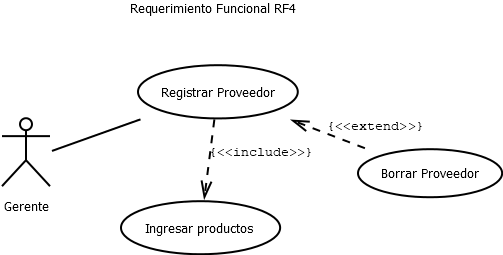 Requerimiento Funcional RF4
Registrar Proveedor
{<<extend>>}
{<<include>>}
Borrar Proveedor
Gerente
Ingresar productos